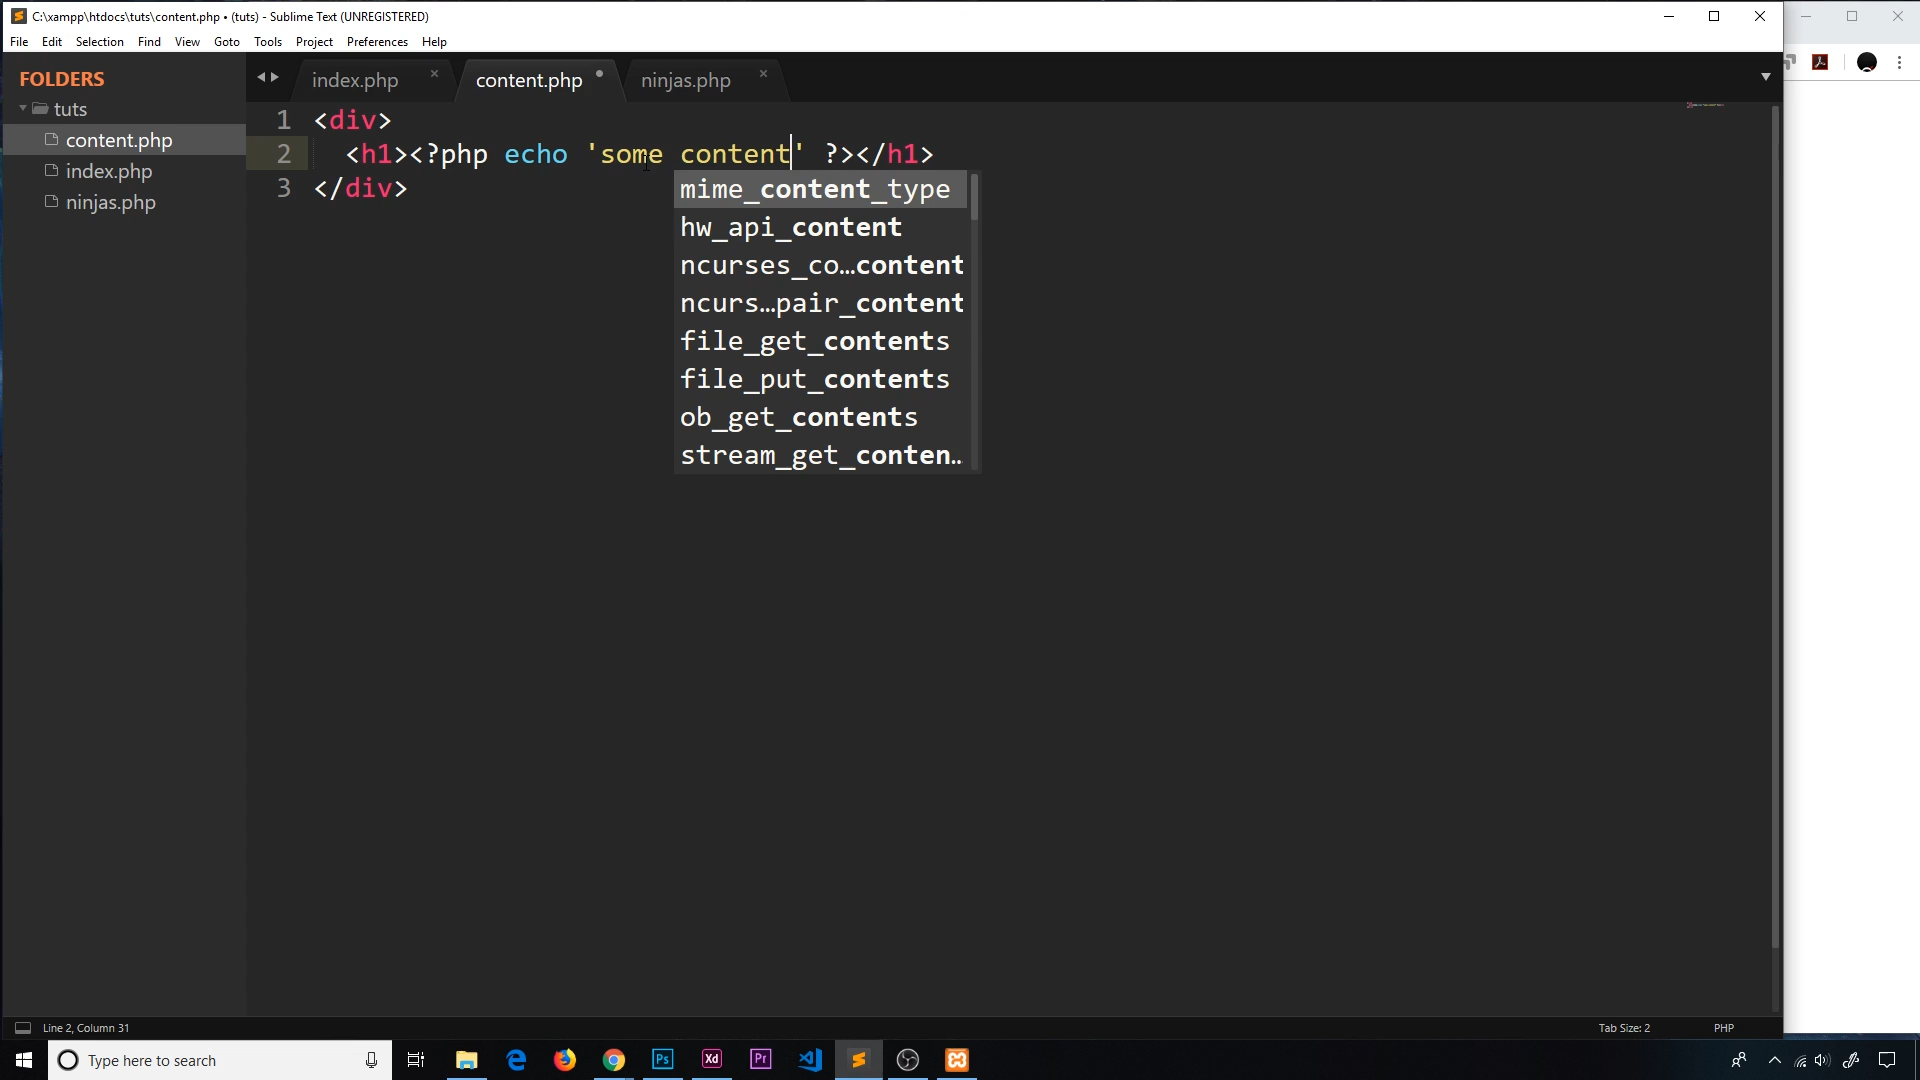 C:\xampp\htdocs\tuts\content.php • (tuts) - Sublime Text (UNREGISTERED)
File Edit Selection Find View Goto Tools Project Preferences Help
FOLDERS
tuts
content.php
index.php
ninjas.php
index.php × content.php • ninjas.php ×
1 <div>
2 <h1><?php echo 'some content' ?></h1>
3 </div>
mime_content_type
hw_api_content
ncurses_co…content
ncurs…pair_content
file_get_contents
file_put_contents
ob_get_contents
stream_get_conten…
Line 2, Column 31
Tab Size: 2
PHP
Type here to search
Ps
Xd
Pr